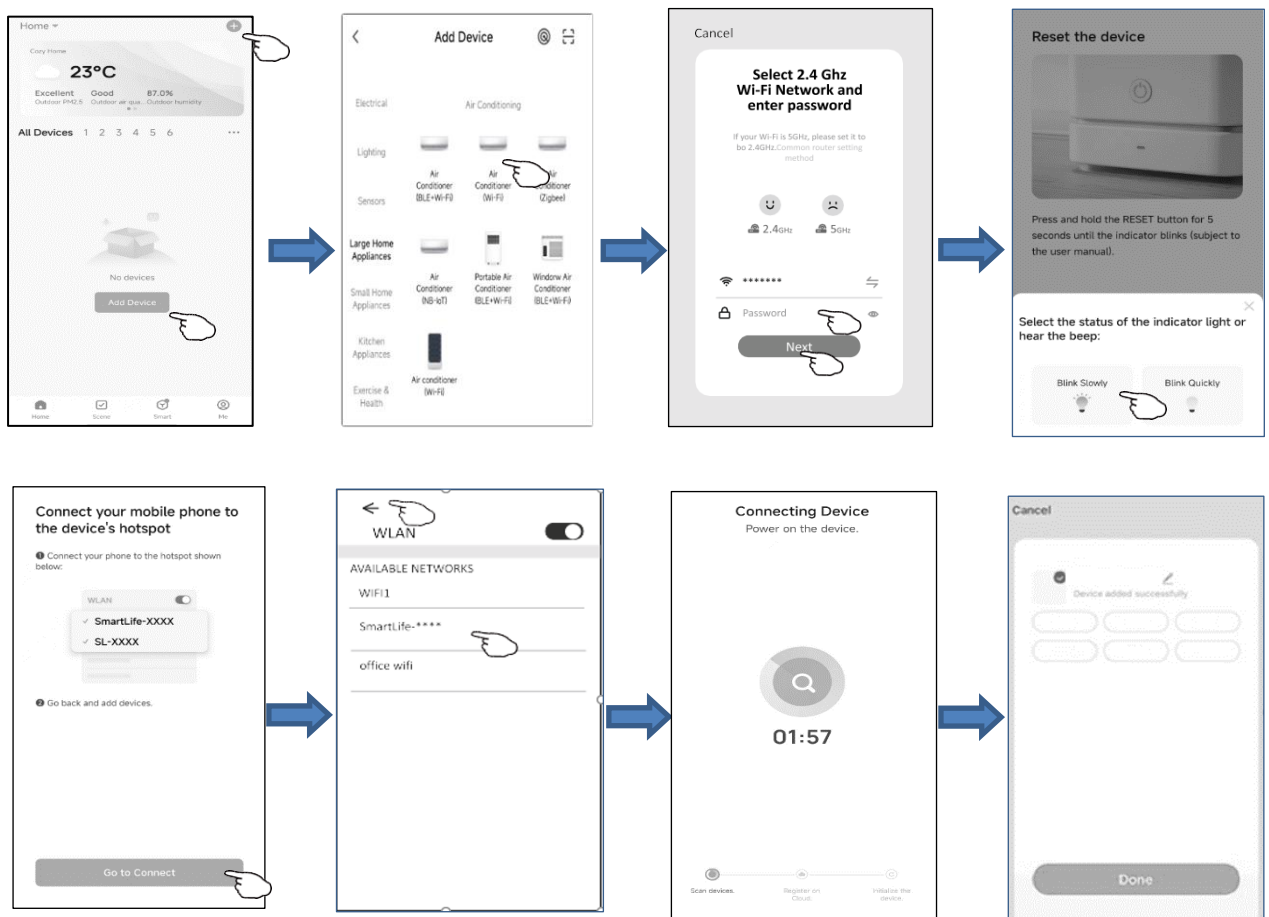 Home
Cozy Home
23°C
Excellent Good 87.0%
Outdoor PM2.5 Outdoor air qua... Outdoor humidity
All Devices 1 2 3 4 5 6 ...
No devices
Add Device
Home Scene Smart Me
Add Device
Electrical
Air Conditioning
Lighting
Sensors
Large Home
Appliances
Small Home
Appliances
Kitchen
Appliances
Exercise &
Health
Air
Conditioner
(BLE+Wi-Fi)
Air
Conditioner
(Wi-Fi)
Air
Conditioner
(Zigbee)
Air
Conditioner
(NB-IoT)
Portable Air
Conditioner
(BLE+Wi-Fi)
Window Air
Conditioner
(BLE+Wi-Fi)
Air conditioner
(Wi-Fi)
Cancel
Select 2.4 Ghz
Wi-Fi Network and
enter password
If your Wi-Fi is 5GHz, please set it to
bo 2.4GHz.Common router setting
method
2.4GHz 5GHz
*******
Password
Next
Reset the device
Press and hold the RESET button for 5
seconds until the indicator blinks (subject to
the user manual).
Select the status of the indicator light or
hear the beep:
Blink Slowly Blink Quickly
Connect your mobile phone to
the device's hotspot
1 Connect your phone to the hotspot shown
below:
WLAN
SmartLife-XXXX
SL-XXXX
2 Go back and add devices.
Go to Connect
WLAN
AVAILABLE NETWORKS
WIFI1
SmartLife-****
office wifi
Connecting Device
Power on the device.
01:57
Scan devices.
Register on
Cloud.
Initialize the
device.
Cancel
Device added successfully
Done